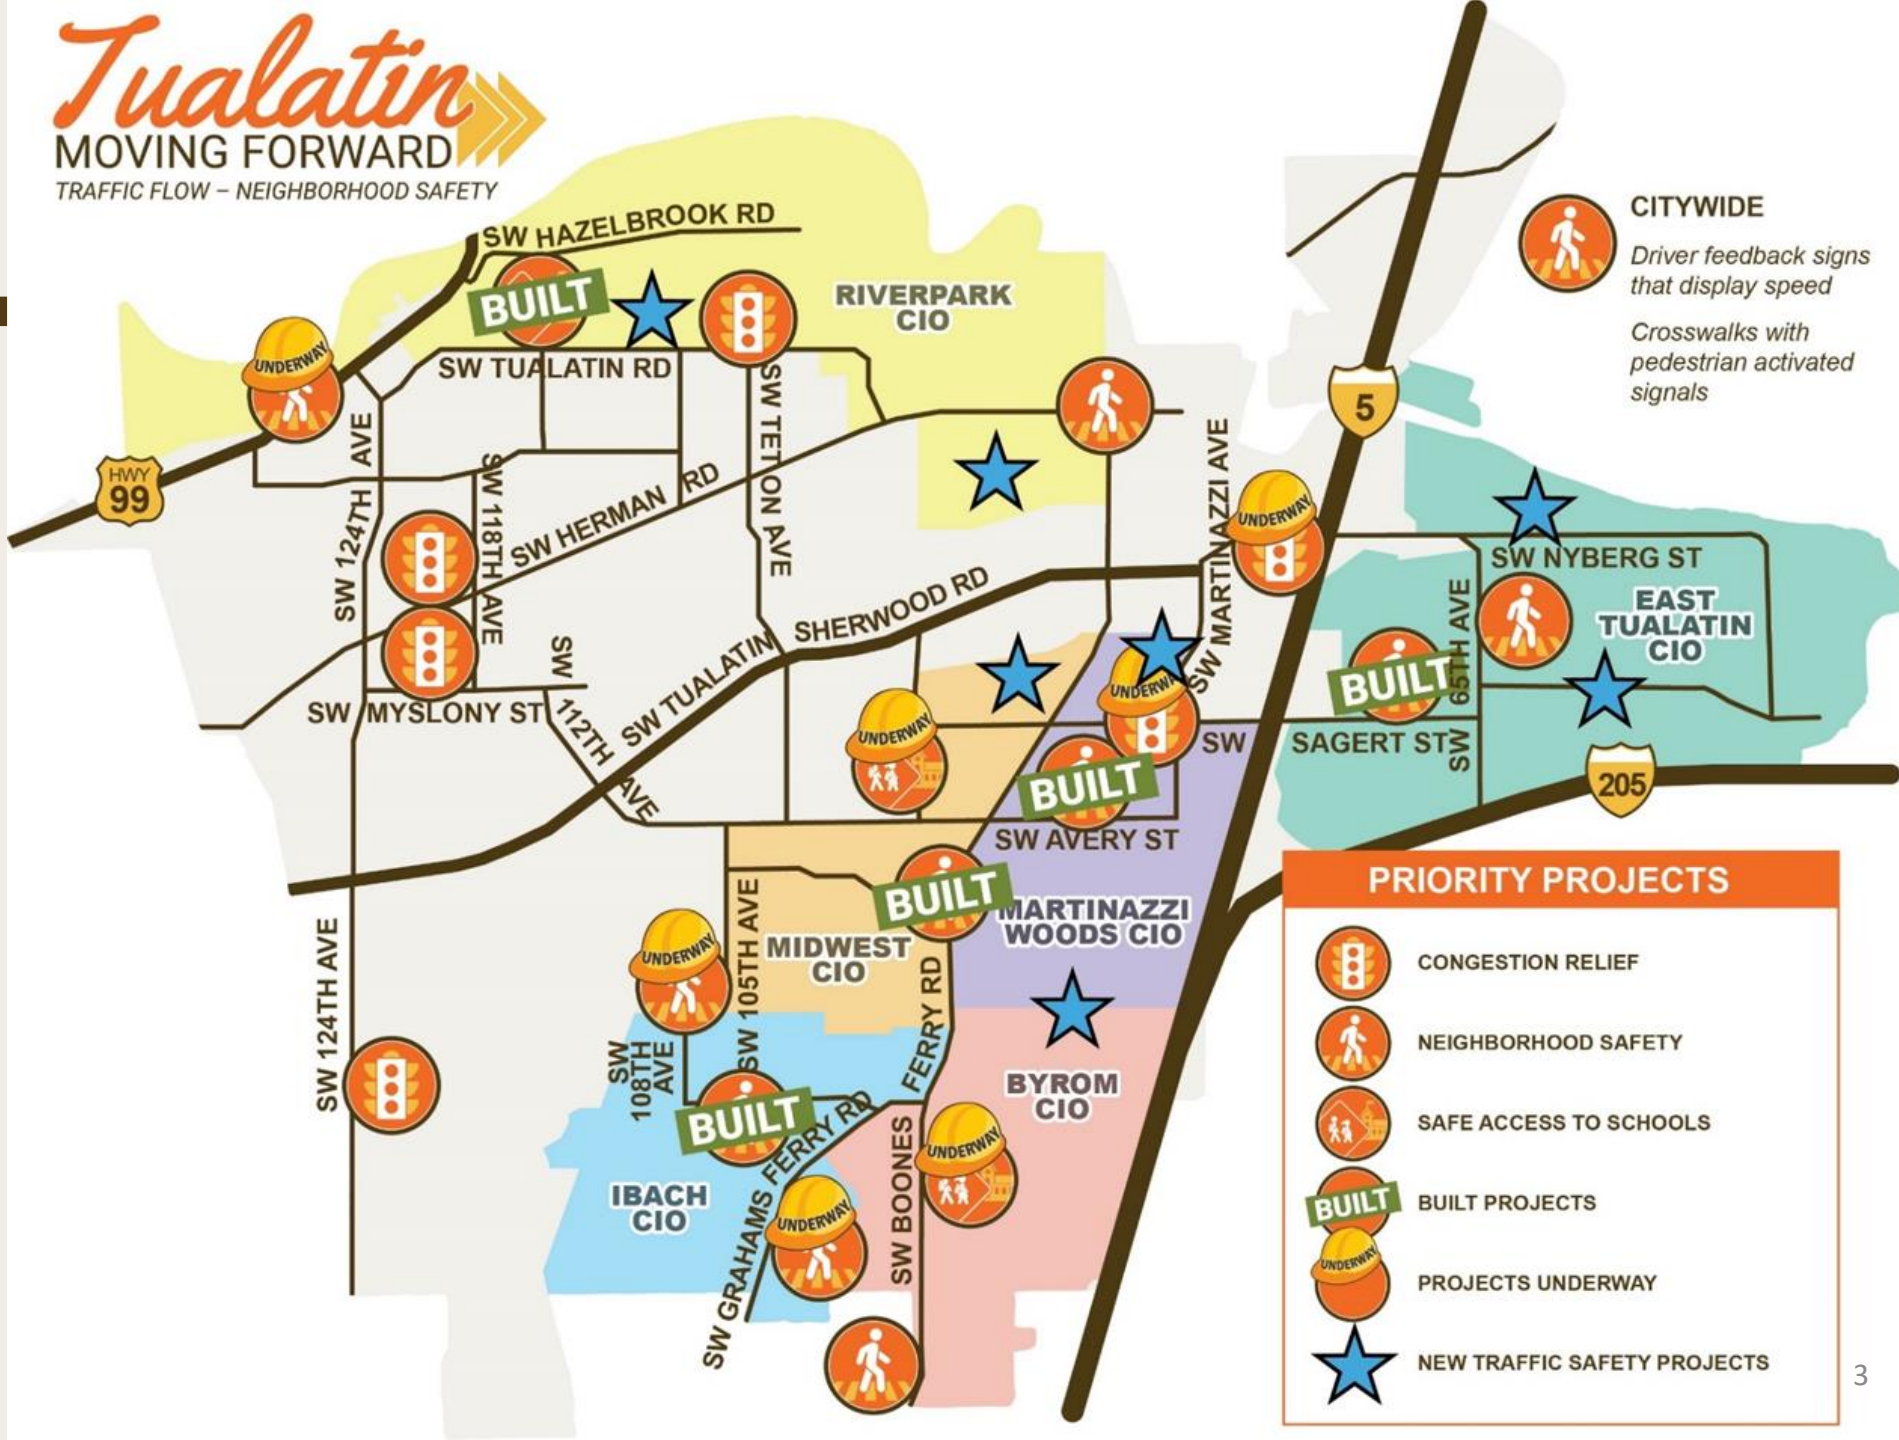 Tualatin
MOVING FORWARD
TRAFFIC FLOW – NEIGHBORHOOD SAFETY
CITYWIDE
Driver feedback signs
that display speed
Crosswalks with
pedestrian activated
signals
SW HAZELBROOK RD
BUILT
RIVERPARK
CIO
UNDERWAY
SW TUALATIN RD
5
HWY
99
SW 124TH AVE
SW 118TH AVE
SW HERMAN RD
SW TETON AVE
SW MARTINAZZI AVE
UNDERWAY
SW NYBERG ST
EAST
TUALATIN
CIO
SW 65TH AVE
BUILT
SW TUALATIN SHERWOOD RD
SW MYSLONY ST
SW 112TH AVE
UNDERWAY
UNDERWAY
SW SAGERT ST
205
BUILT
SW AVERY ST
BUILT
MARTINAZZI
WOODS CIO
MIDWEST
CIO
UNDERWAY
SW 105TH AVE
SW 124TH AVE
SW
108TH
AVE
BUILT
SW BOONES FERRY RD
BYROM
CIO
UNDERWAY
IBACH
CIO
SW GRAHAMS FERRY RD
UNDERWAY
PRIORITY PROJECTS
CONGESTION RELIEF
NEIGHBORHOOD SAFETY
SAFE ACCESS TO SCHOOLS
BUILT
BUILT PROJECTS
UNDERWAY
PROJECTS UNDERWAY
NEW TRAFFIC SAFETY PROJECTS
3